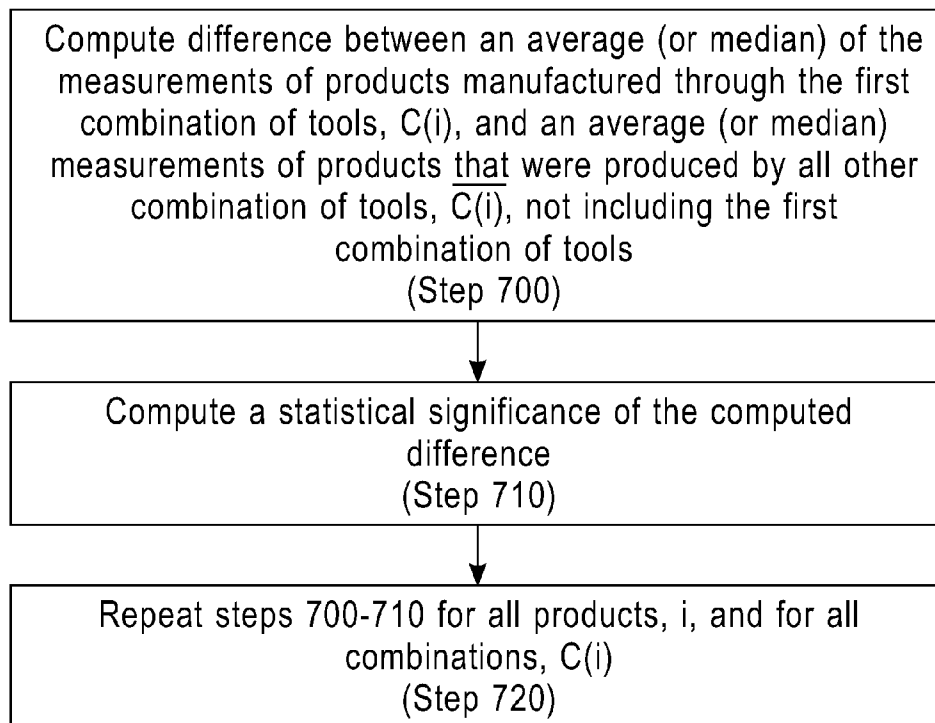 Compute difference between an average (or median) of the
measurements of products manufactured through the first
combination of tools, C(i), and an average (or median)
measurements of products that were produced by all other
combination of tools, C̅(̅i̅)̅, not including the first
combination of tools
(Step 700)
Compute a statistical significance of the computed
difference
(Step 710)
Repeat steps 700-710 for all products, i, and for all
combinations, C(i)
(Step 720)